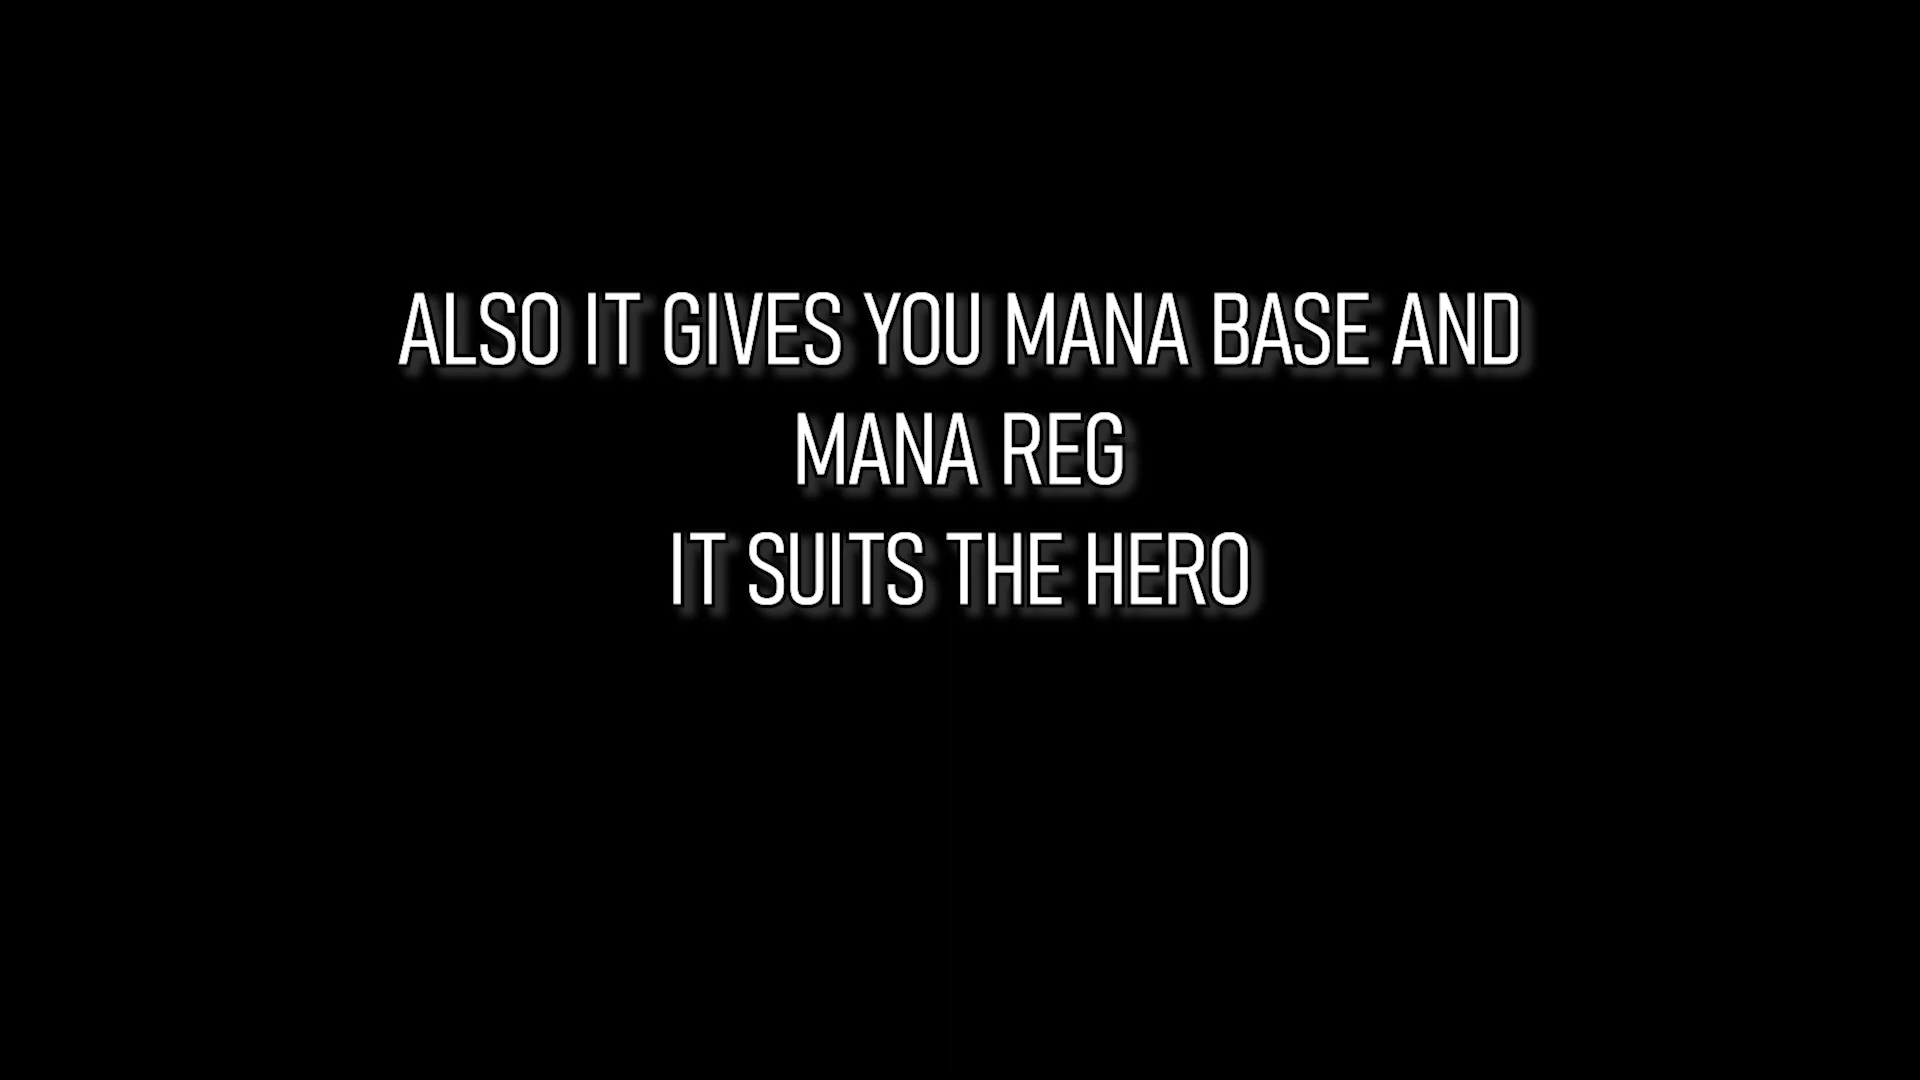 ALSO IT GIVES YOU MANA BASE AND
MANA REG
IT SUITS THE HERO